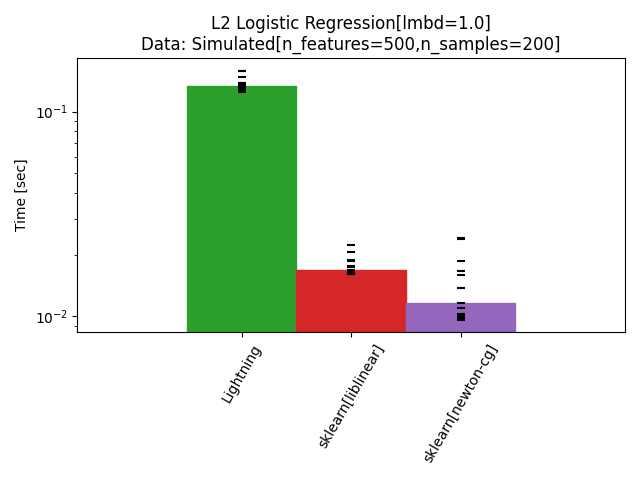 L2 Logistic Regression[lmbd=1.0]
Data: Simulated[n_features=500,n_samples=200]
Time [sec]
10⁻¹
10⁻²
Lightning
sklearn[liblinear]
sklearn[newton-cg]